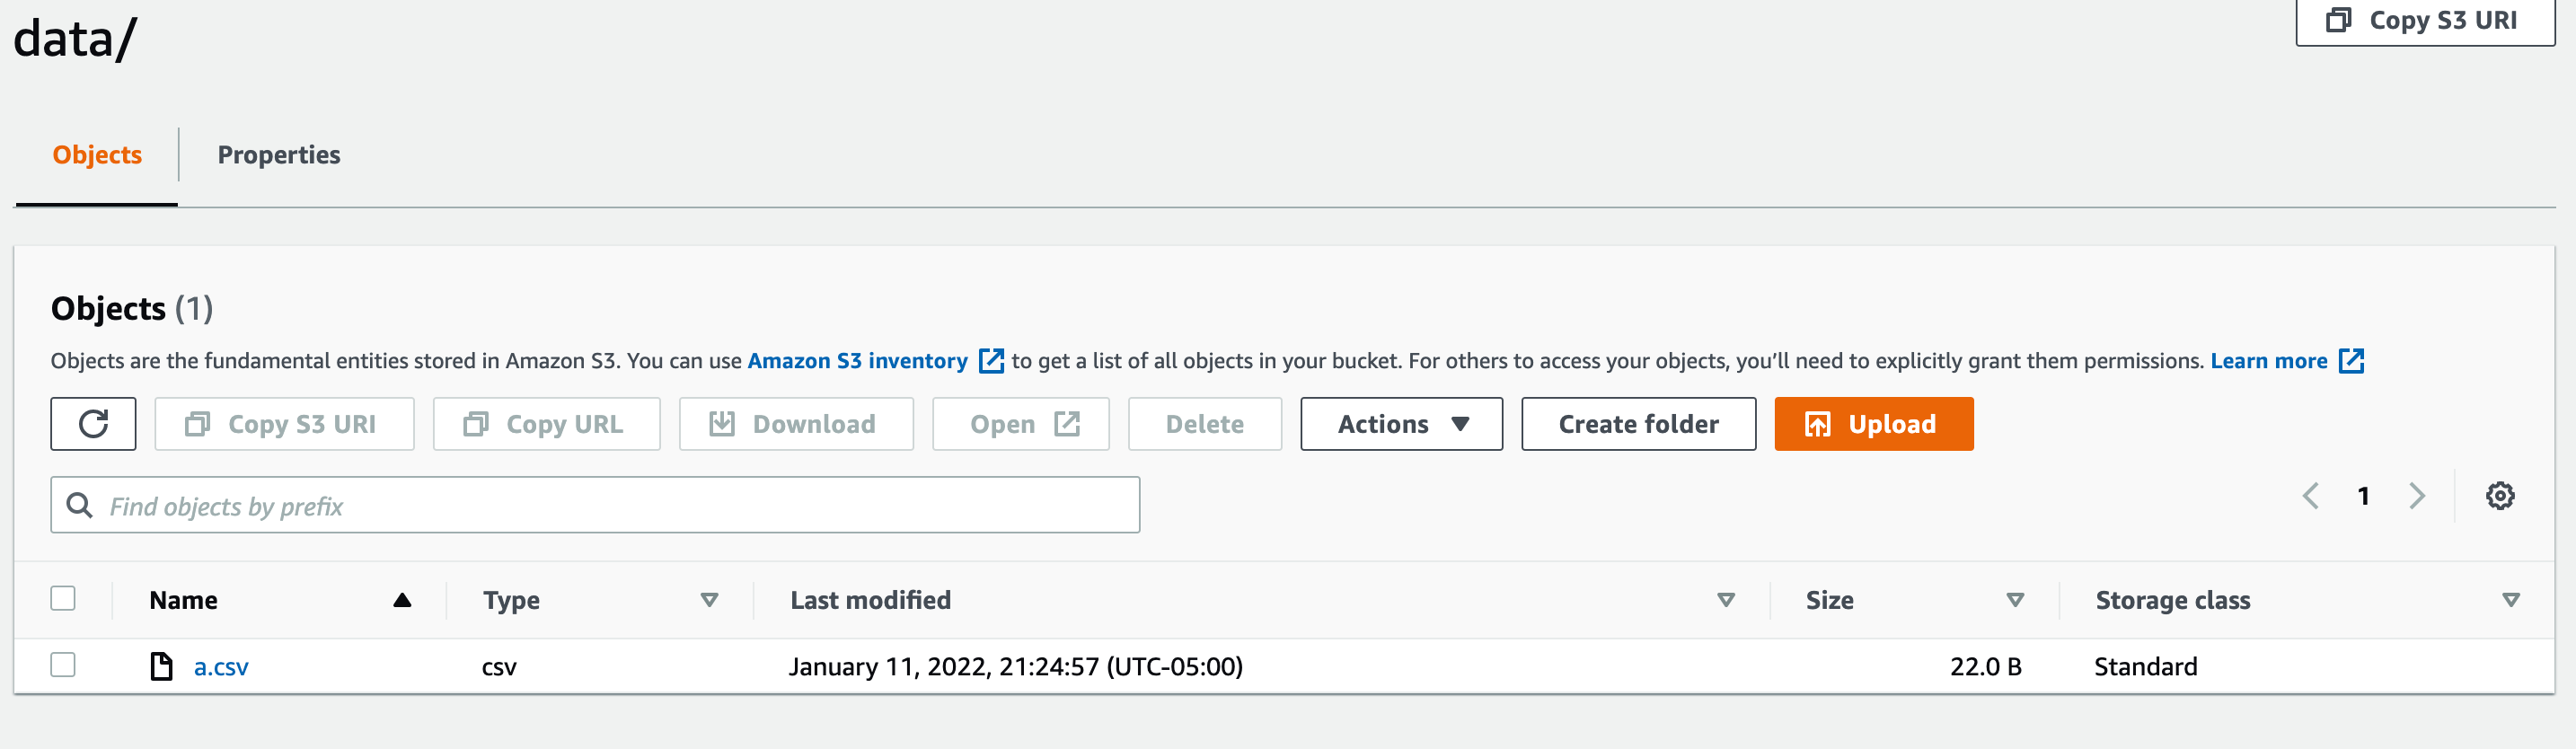 data/
Copy S3 URI
Objects
Properties
Objects (1)
Objects are the fundamental entities stored in Amazon S3. You can use Amazon S3 inventory to get a list of all objects in your bucket. For others to access your objects, you’ll need to explicitly grant them permissions. Learn more
Copy S3 URI
Copy URL
Download
Open
Delete
Actions
Create folder
Upload
Find objects by prefix
1
Name
Type
Last modified
Size
Storage class
a.csv
csv
January 11, 2022, 21:24:57 (UTC-05:00)
22.0 B
Standard